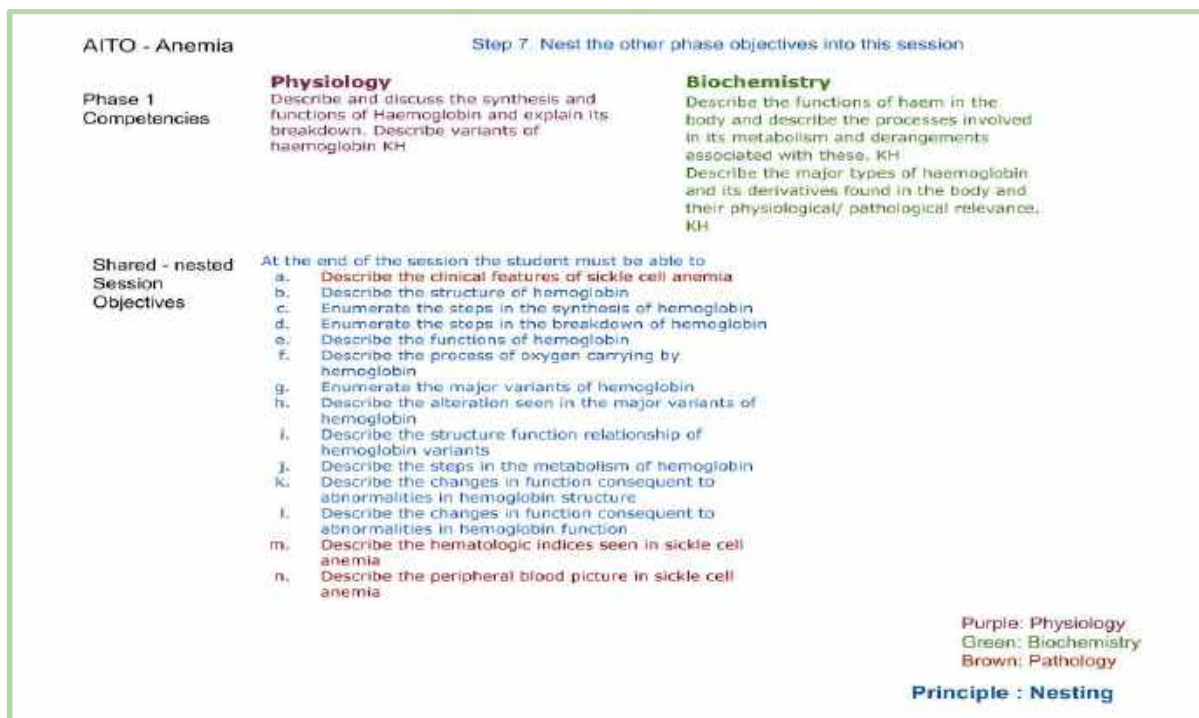 AITO - Anemia
Step 7. Nest the other phase objectives into this session
Phase 1
Competencies
Physiology
Describe and discuss the synthesis and
functions of Haemoglobin and explain its
breakdown. Describe variants of
haemoglobin KH
Biochemistry
Describe the functions of haem in the
body and describe the processes involved
in its metabolism and derangements
associated with these. KH
Describe the major types of haemoglobin
and its derivatives found in the body and
their physiological/ pathological relevance.
KH
Shared - nested
Session
Objectives
At the end of the session the student must be able to
a. Describe the clinical features of sickle cell anemia
b. Describe the structure of hemoglobin
c. Enumerate the steps in the synthesis of hemoglobin
d. Enumerate the steps in the breakdown of hemoglobin
e. Describe the functions of hemoglobin
f. Describe the process of oxygen carrying by
hemoglobin
g. Enumerate the major variants of hemoglobin
h. Describe the alteration seen in the major variants of
hemoglobin
i. Describe the structure function relationship of
hemoglobin variants
j. Describe the steps in the metabolism of hemoglobin
k. Describe the changes in function consequent to
abnormalities in hemoglobin structure
l. Describe the changes in function consequent to
abnormalities in hemoglobin function
m. Describe the hematologic indices seen in sickle cell
anemia
n. Describe the peripheral blood picture in sickle cell
anemia
Purple: Physiology
Green: Biochemistry
Brown: Pathology
Principle : Nesting